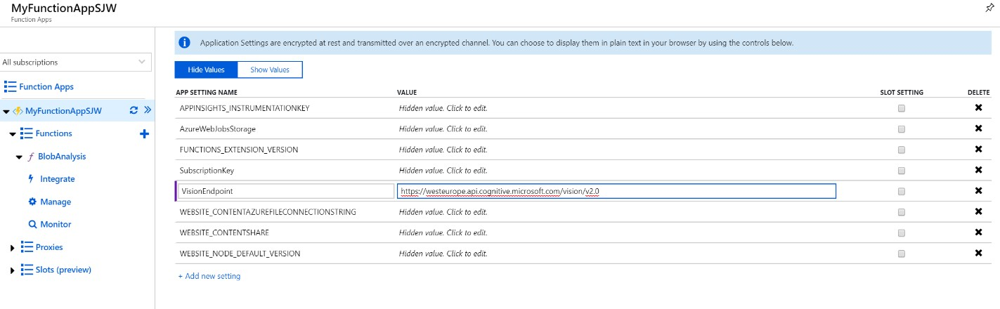 MyFunctionAppSJW
Function Apps
All subscriptions
Function Apps
MyFunctionAppSJW
Functions
BlobAnalysis
Integrate
Manage
Monitor
Proxies
Slots (preview)
Application Settings are encrypted at rest and transmitted over an encrypted channel. You can choose to display them in plain text in your browser by using the controls below.
Hide Values Show Values
APP SETTING NAME VALUE SLOT SETTING DELETE
APPINSIGHTS_INSTRUMENTATIONKEY Hidden value. Click to edit.
AzureWebJobsStorage Hidden value. Click to edit.
FUNCTIONS_EXTENSION_VERSION Hidden value. Click to edit.
SubscriptionKey Hidden value. Click to edit.
VisionEndpoint https://westeurope.api.cognitive.microsoft.com/vision/v2.0
WEBSITE_CONTENTAZUREFILECONNECTIONSTRING Hidden value. Click to edit.
WEBSITE_CONTENTSHARE Hidden value. Click to edit.
WEBSITE_NODE_DEFAULT_VERSION Hidden value. Click to edit.
+ Add new setting